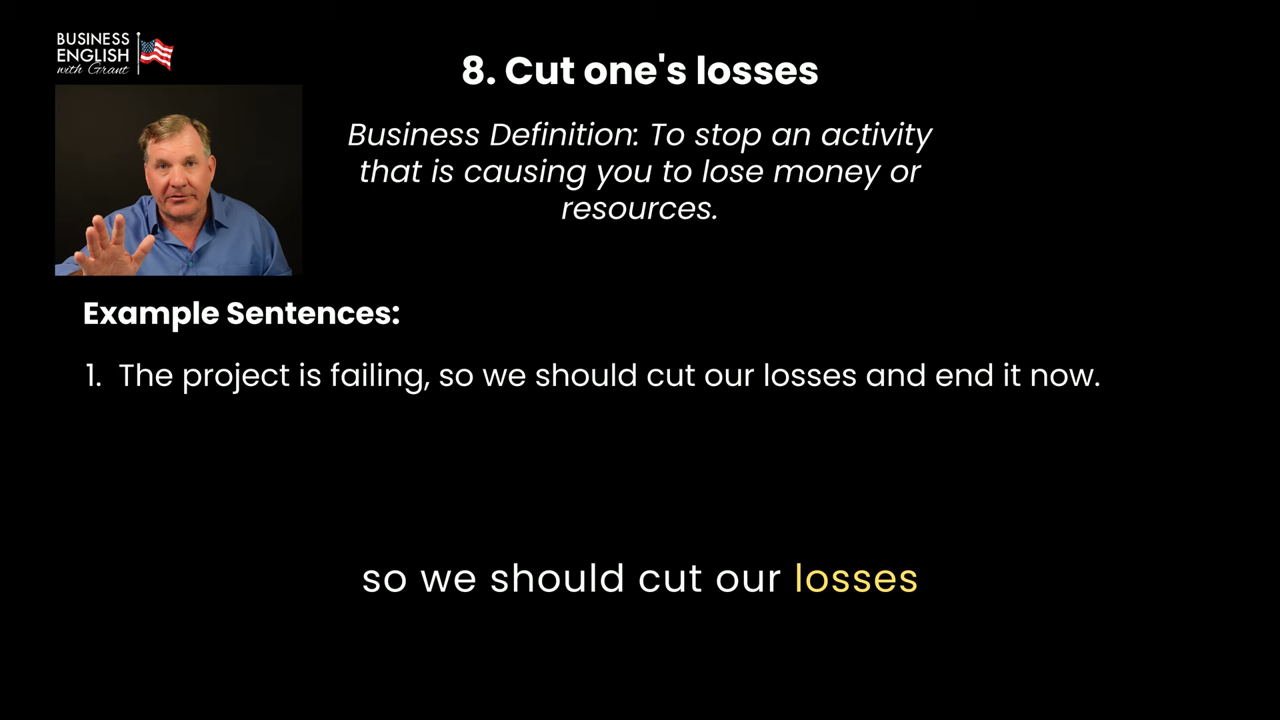 BUSINESS
ENGLISH
with Grant
8. Cut one's losses
Business Definition: To stop an activity
that is causing you to lose money or
resources.
Example Sentences:
1. The project is failing, so we should cut our losses and end it now.
so we should cut our losses